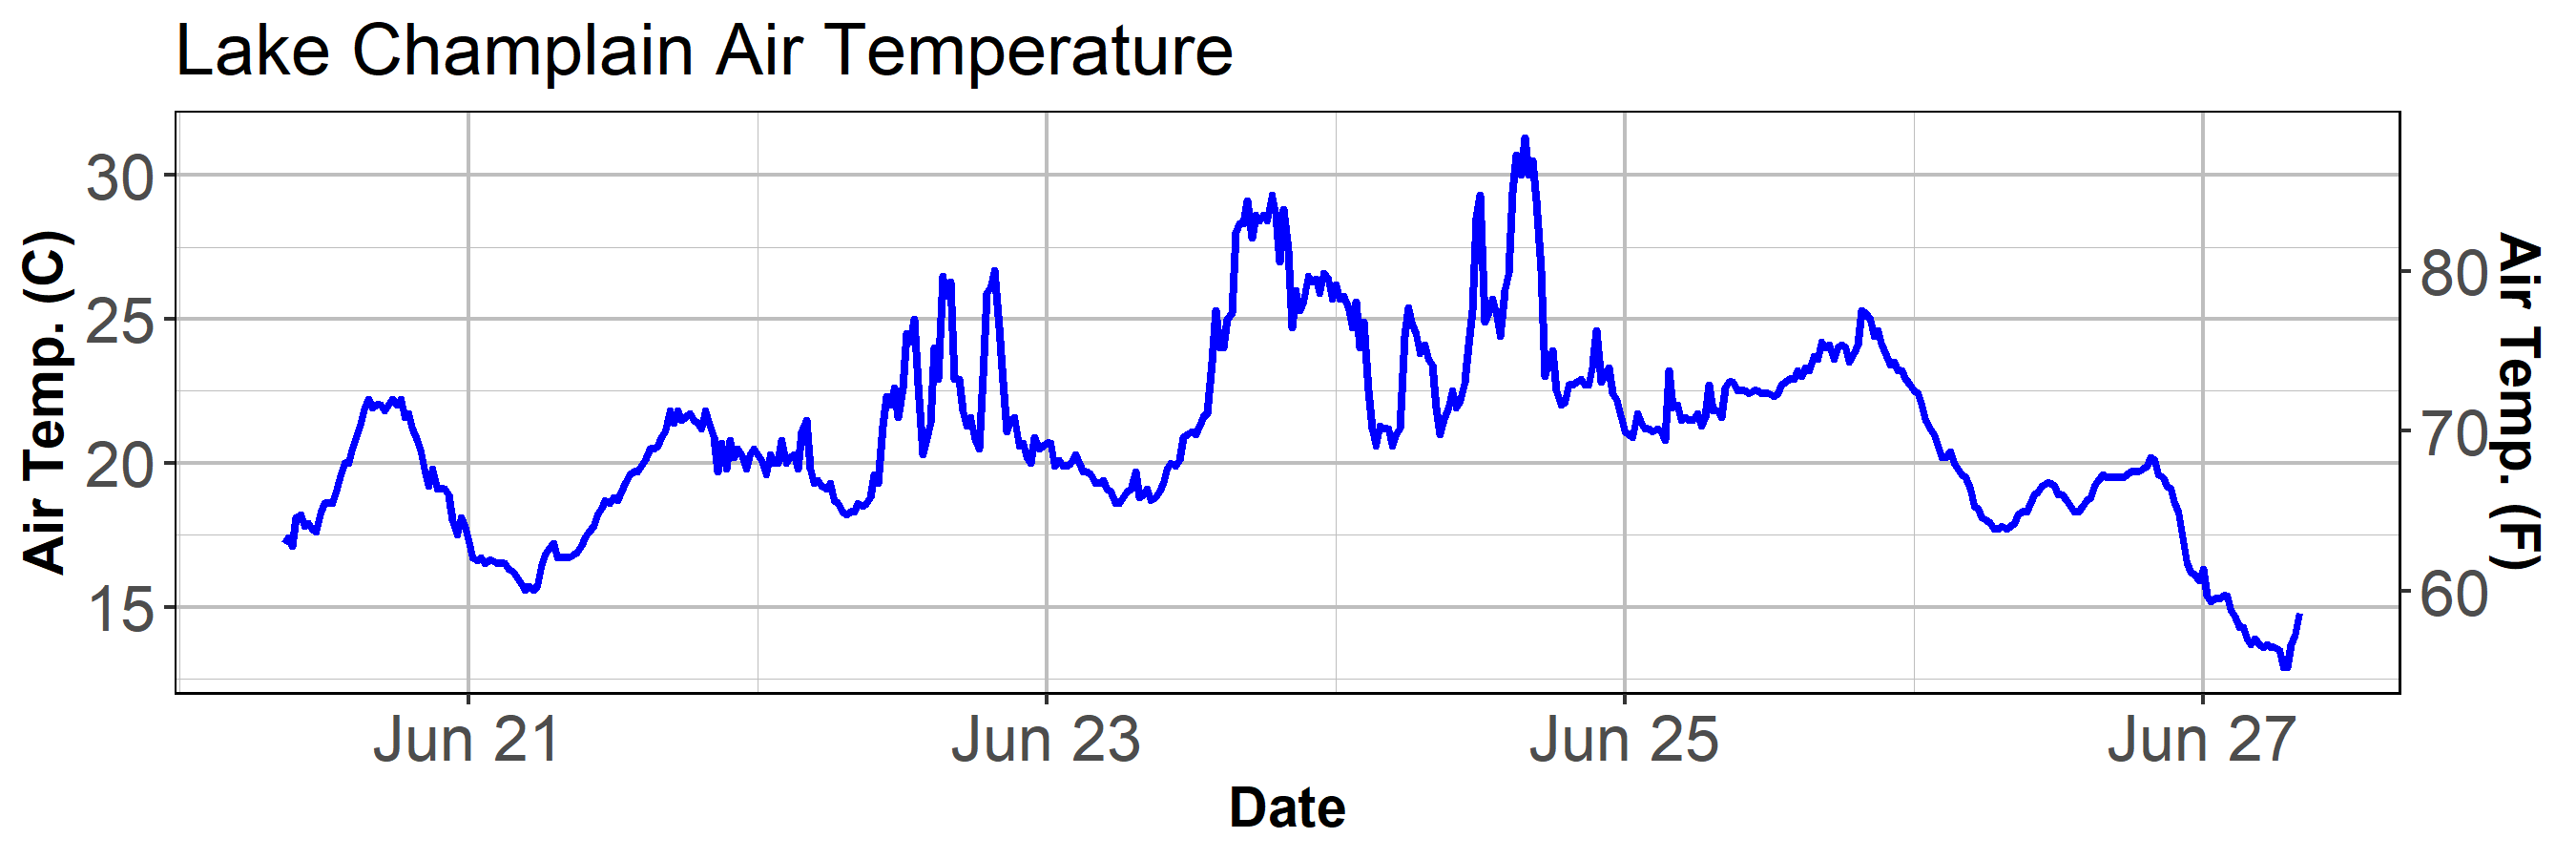 Lake Champlain Air Temperature
Air Temp. (C)
30
25
20
15
80
70
60
Air Temp. (F)
Jun 21 Jun 23 Jun 25 Jun 27
Date